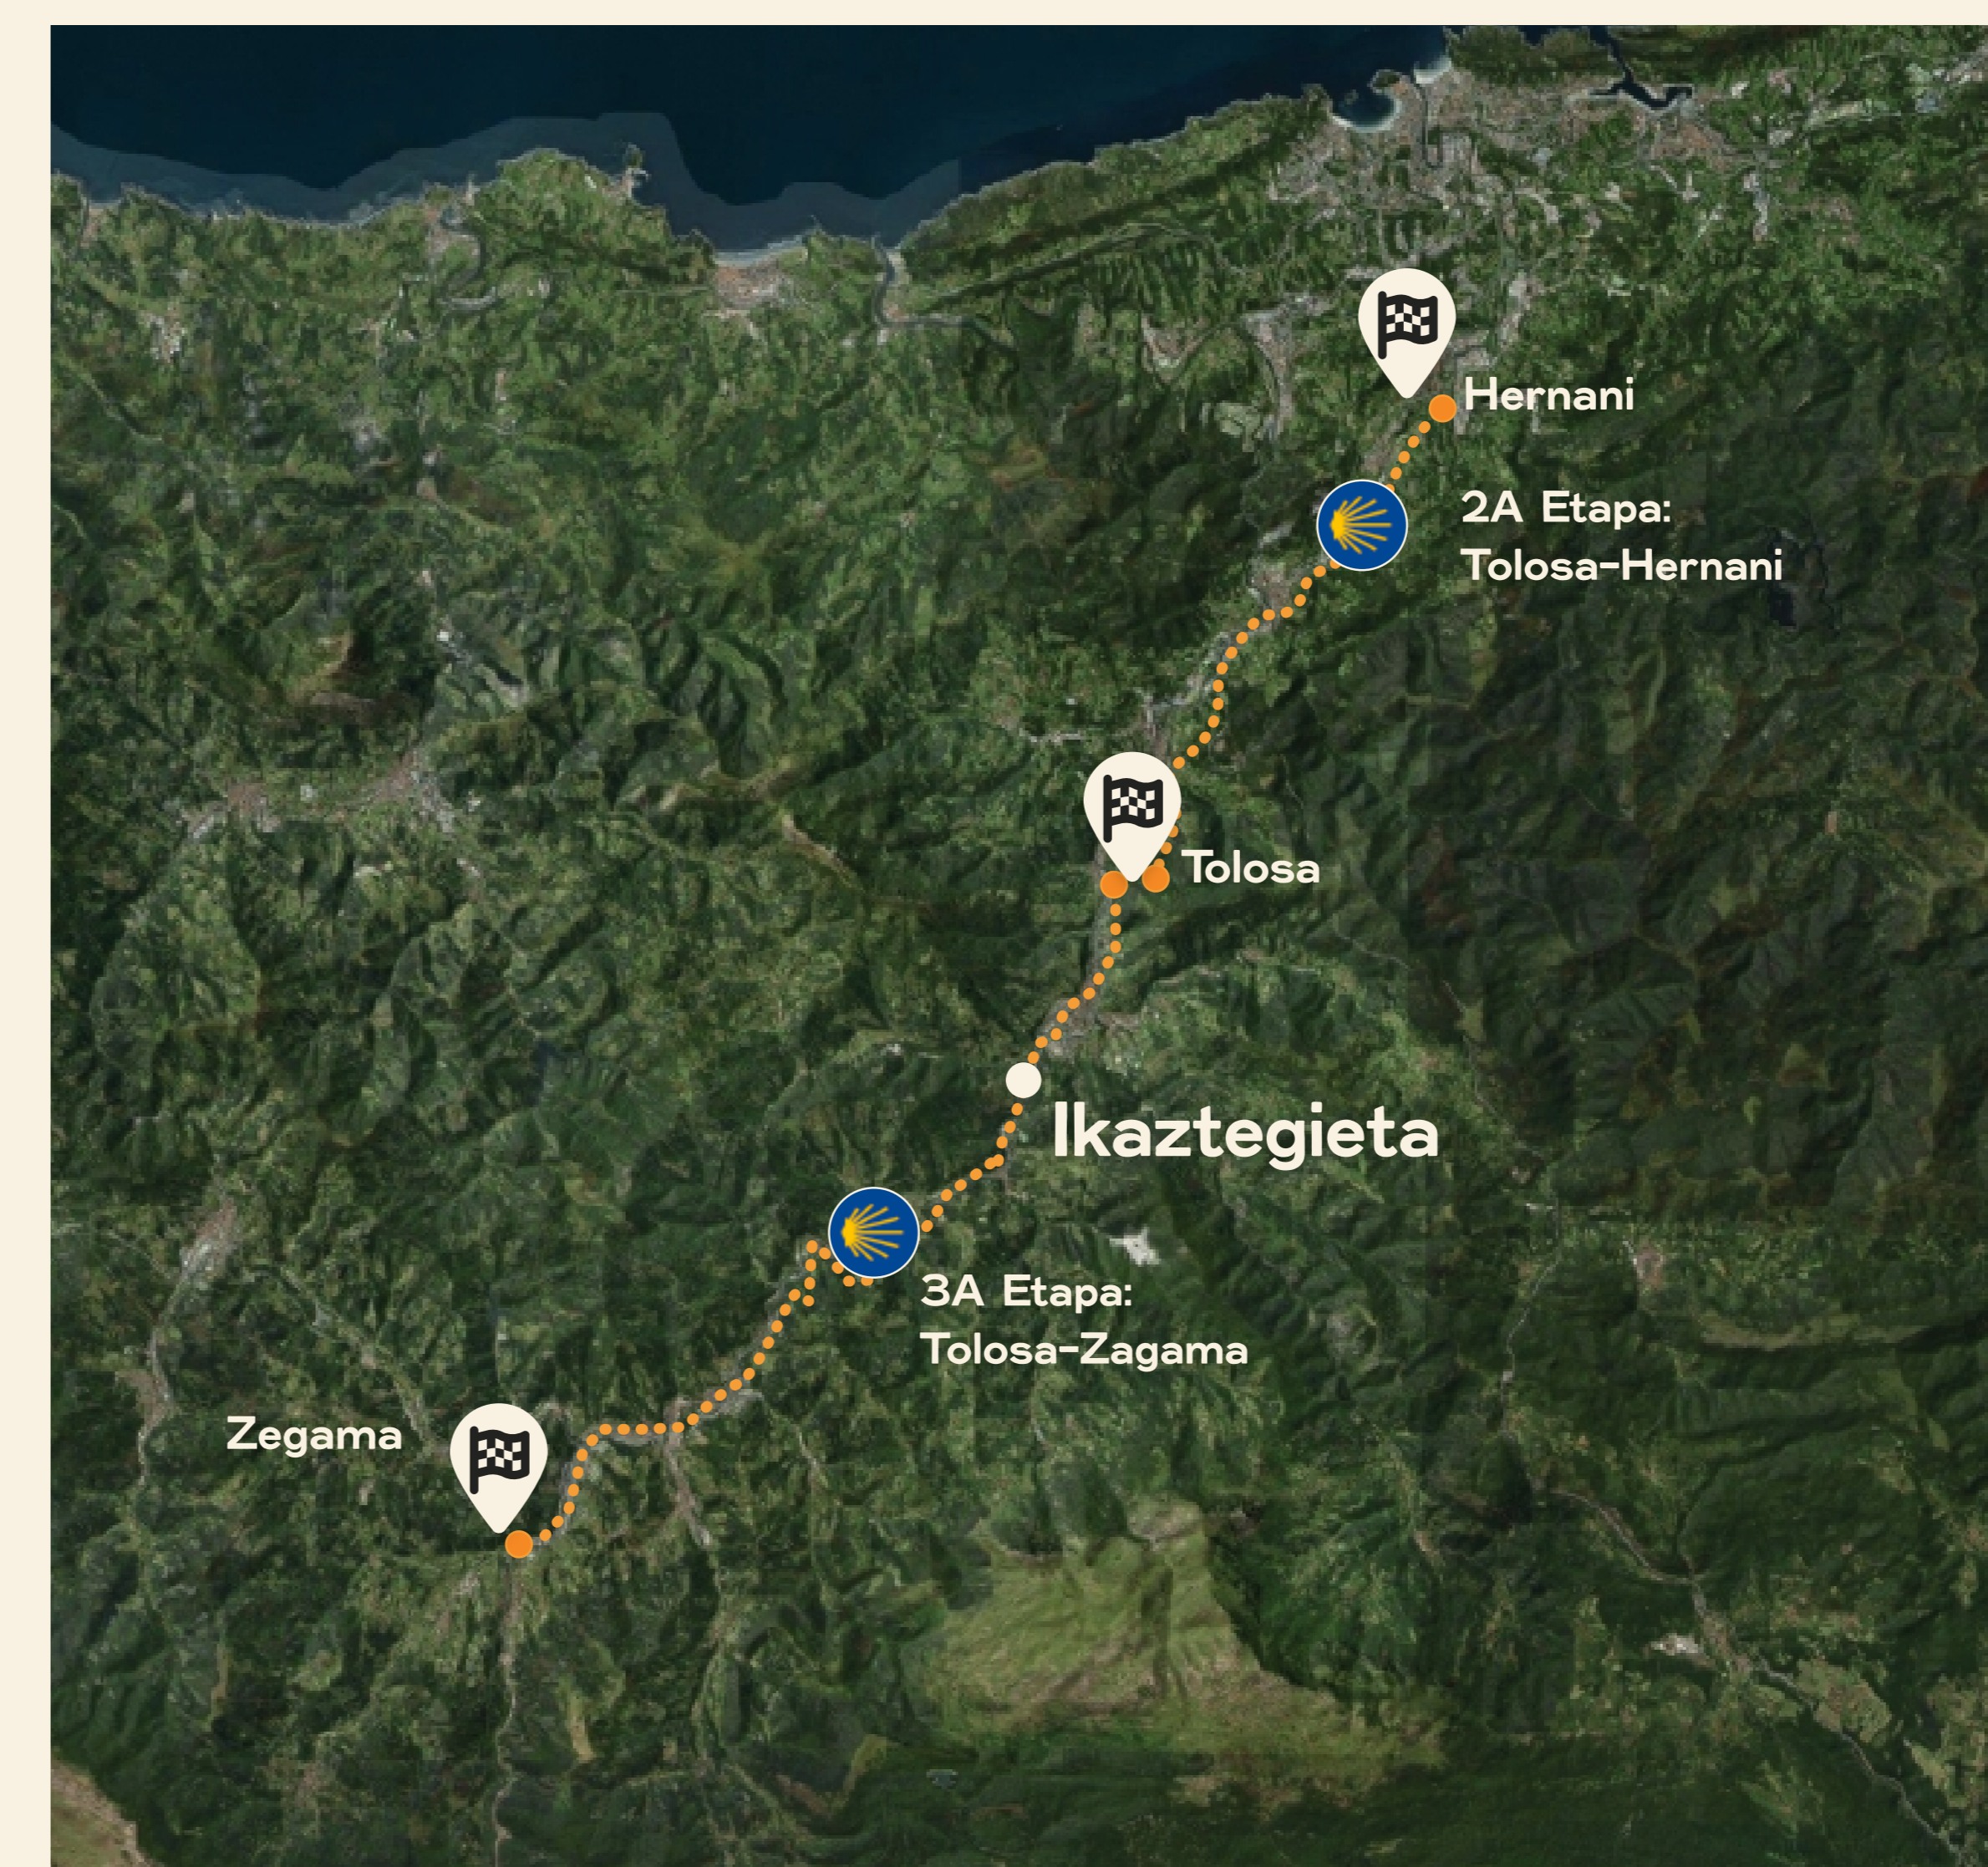 Hernani
2A Etapa:
Tolosa-Hernani
Tolosa
Ikaztegieta
3A Etapa:
Tolosa-Zagama
Zegama